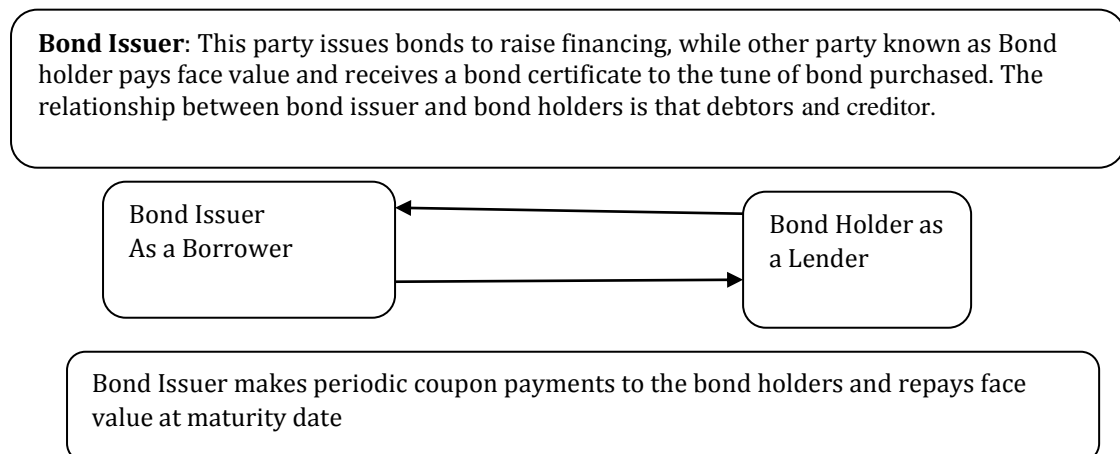 Bond Issuer: This party issues bonds to raise financing, while other party known as Bond
holder pays face value and receives a bond certificate to the tune of bond purchased. The
relationship between bond issuer and bond holders is that debtors and creditor.
Bond Issuer
As a Borrower
Bond Holder as
a Lender
Bond Issuer makes periodic coupon payments to the bond holders and repays face
value at maturity date